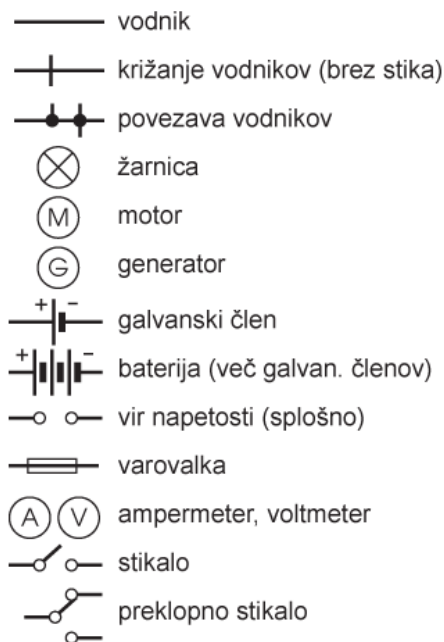 vodnik
križanje vodnikov (brez stika)
povezava vodnikov
žarnica
M motor
G generator
+ - galvanski člen
+ - baterija (več galvan. členov)
vir napetosti (splošno)
varovalka
A V ampermeter, voltmeter
stikalo
preklopno stikalo